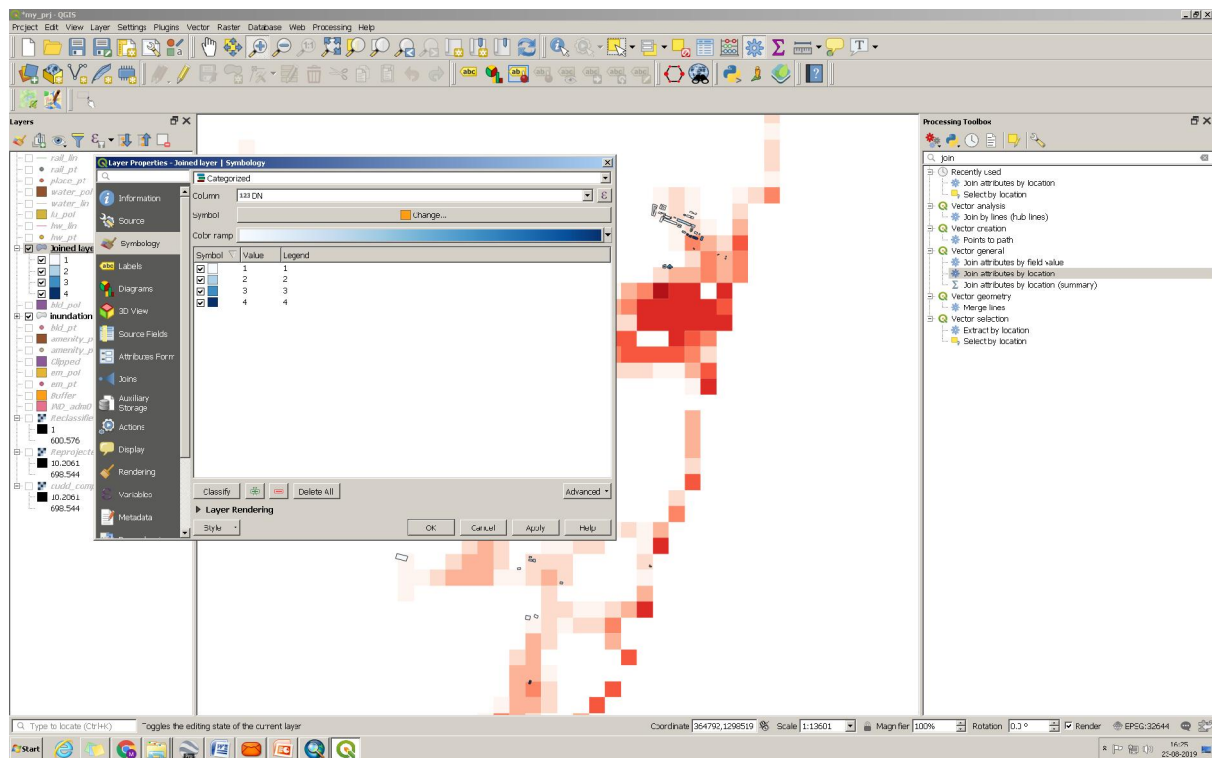 *my_prj - QGIS
Project Edit View Layer Settings Plugins Vector Raster Database Web Processing Help
Layers
rail_lin
rail_pt
place_pt
water_pol
water_lin
lu_pol
hw_lin
hw_pt
Joined laye
1
2
3
4
bld_pol
inundation
bld_pt
amenity_p
amenity_p
Clipped
em_pol
em_pt
Buffer
IND_adm0
Reclassifie
1
600.576
Reprojecte
10.2061
698.544
10.2061
698.544
Layer Properties - Joined layer | Symbology
Information
Source
Symbology
Labels
Diagrams
3D View
Source Fields
Attributes Form
Joins
Auxiliary
Storage
Actions
Display
Rendering
Variables
Metadata
Categorized
Column 123 DN
Symbol Change...
Color ramp
Symbol Value Legend
1 1
2 2
3 3
4 4
Classify Delete All Advanced
Layer Rendering
Style OK Cancel Apply Help
Processing Toolbox
join
Recently used
Join attributes by location
Select by location
Vector analysis
Join by lines (hub lines)
Vector creation
Points to path
Vector general
Join attributes by field value
Join attributes by location
Join attributes by location (summary)
Vector geometry
Merge lines
Vector selection
Extract by location
Select by location
Type to locate (Ctrl+K) Toggles the editing state of the current layer Coordinate 364792,1298519 Scale 1:13601 Magnifier 100% Rotation 0.0 ° Render EPSG:32644
Start 16:25
23-08-2019